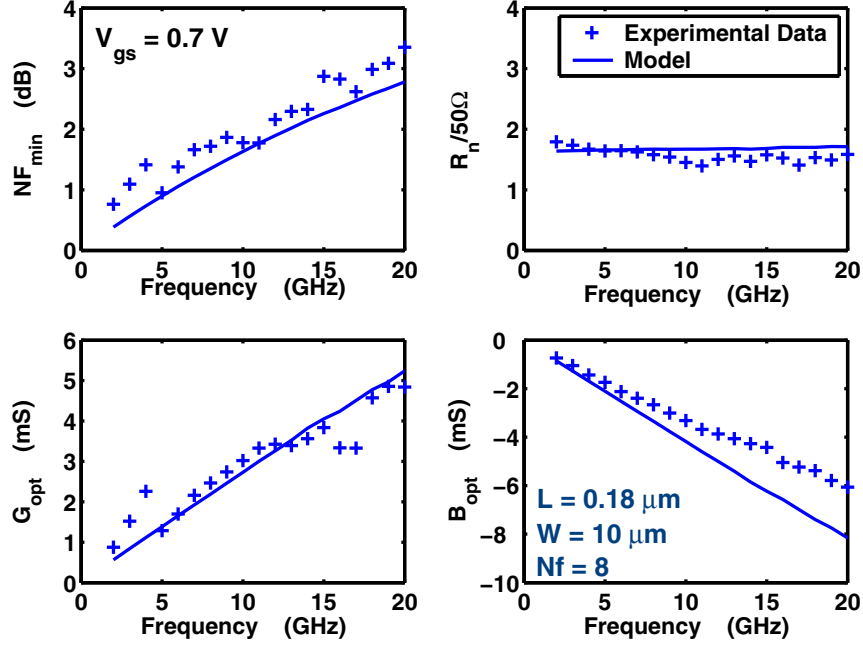 V_gs = 0.7 V
NF_min (dB)
4
3
2
1
0
0 5 10 15 20
Frequency (GHz)
+ Experimental Data
Model
R_n/50Ω
4
3
2
1
0
0 5 10 15 20
Frequency (GHz)
G_opt (mS)
6
5
4
3
2
1
0
0 5 10 15 20
Frequency (GHz)
B_opt (mS)
0
−2
−4
−6
−8
−10
L = 0.18 μm
W = 10 μm
Nf = 8
0 5 10 15 20
Frequency (GHz)